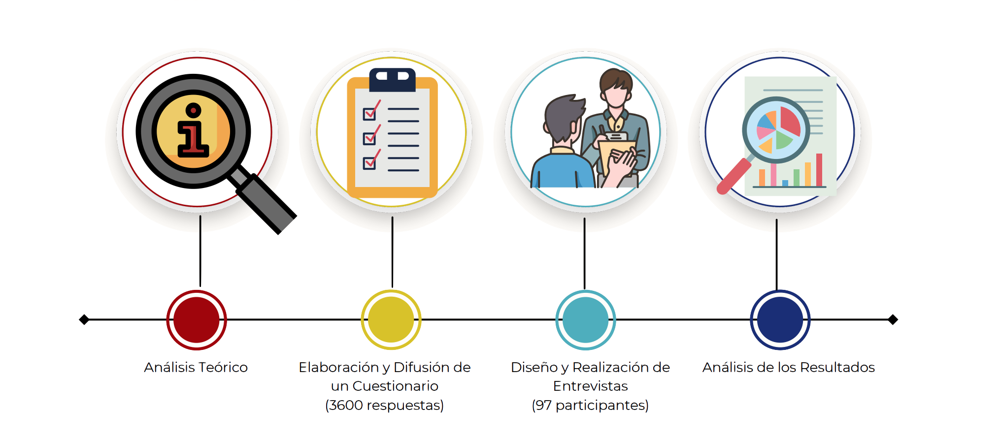 Análisis Teórico
Elaboración y Difusión de
un Cuestionario
(3600 respuestas)
Diseño y Realización de
Entrevistas
(97 participantes)
Análisis de los Resultados